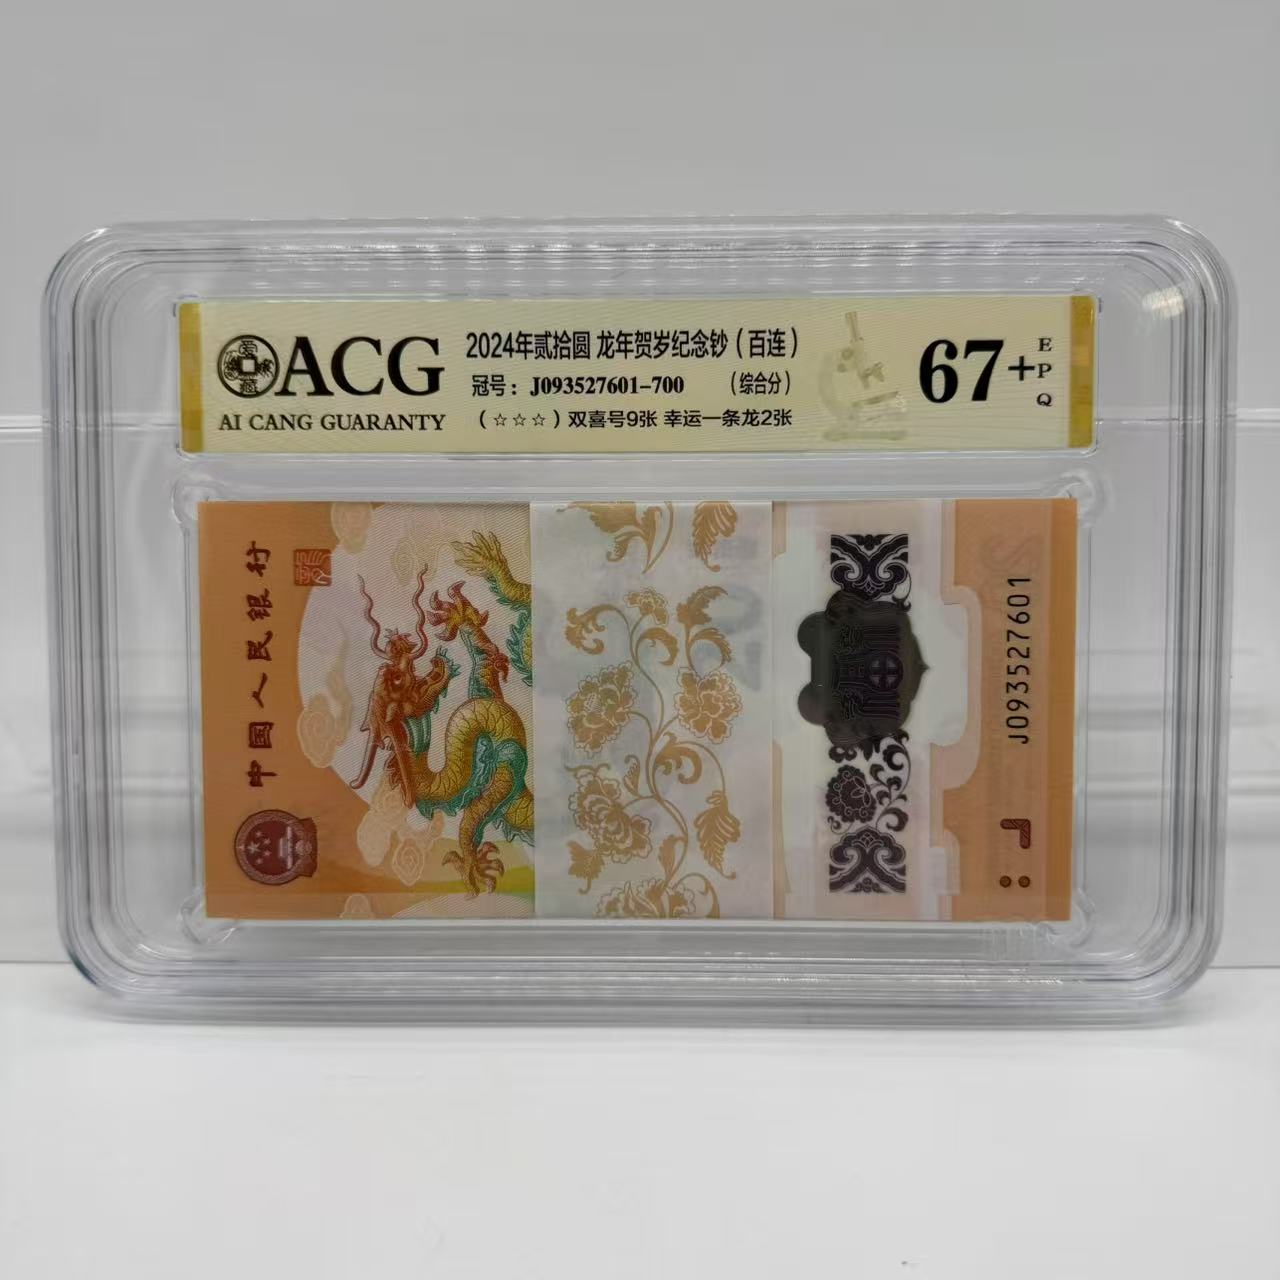 ACG
AI CANG GUARANTY
2024年贰拾圆 龙年贺岁纪念钞(百连)
冠号: J093527601-700 (综合分)
(☆☆☆)双喜号9张 幸运一条龙2张
67+ EPQ
中国人民银行
J093527601